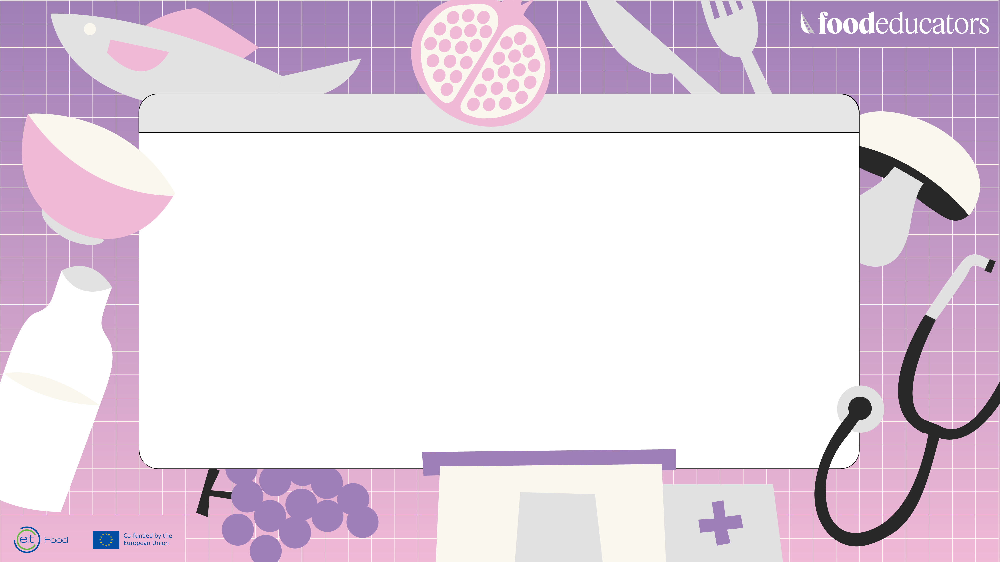 foodeducators
eit Food
Co-funded by the
European Union